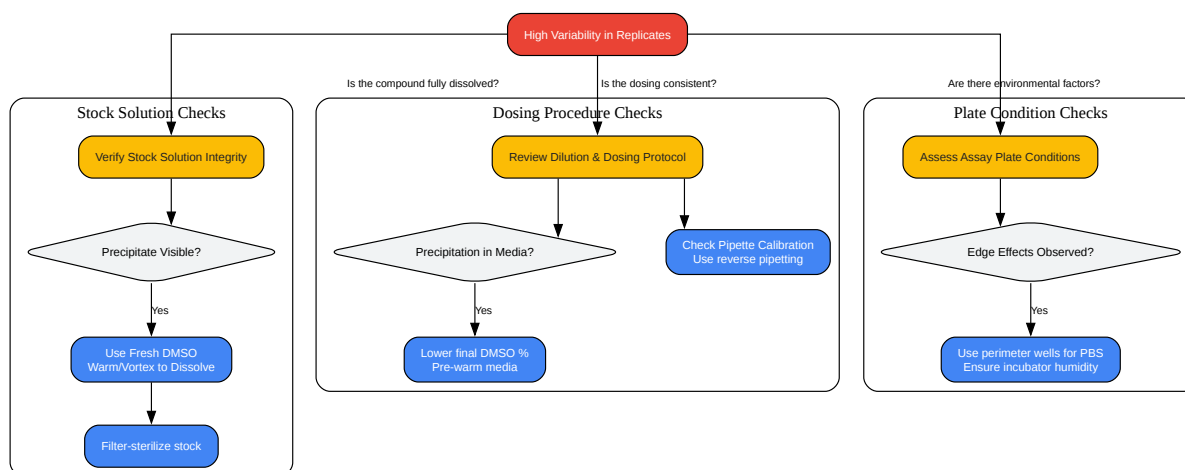 High Variability in Replicates
Is the compound fully dissolved?
Is the dosing consistent?
Are there environmental factors?
Stock Solution Checks
Dosing Procedure Checks
Plate Condition Checks
Verify Stock Solution Integrity
Review Dilution & Dosing Protocol
Assess Assay Plate Conditions
Precipitate Visible?
Precipitation in Media?
Check Pipette Calibration
Use reverse pipetting
Edge Effects Observed?
Yes
Yes
Yes
Use Fresh DMSO
Warm/Vortex to Dissolve
Lower final DMSO %
Pre-warm media
Use perimeter wells for PBS
Ensure incubator humidity
Filter-sterilize stock